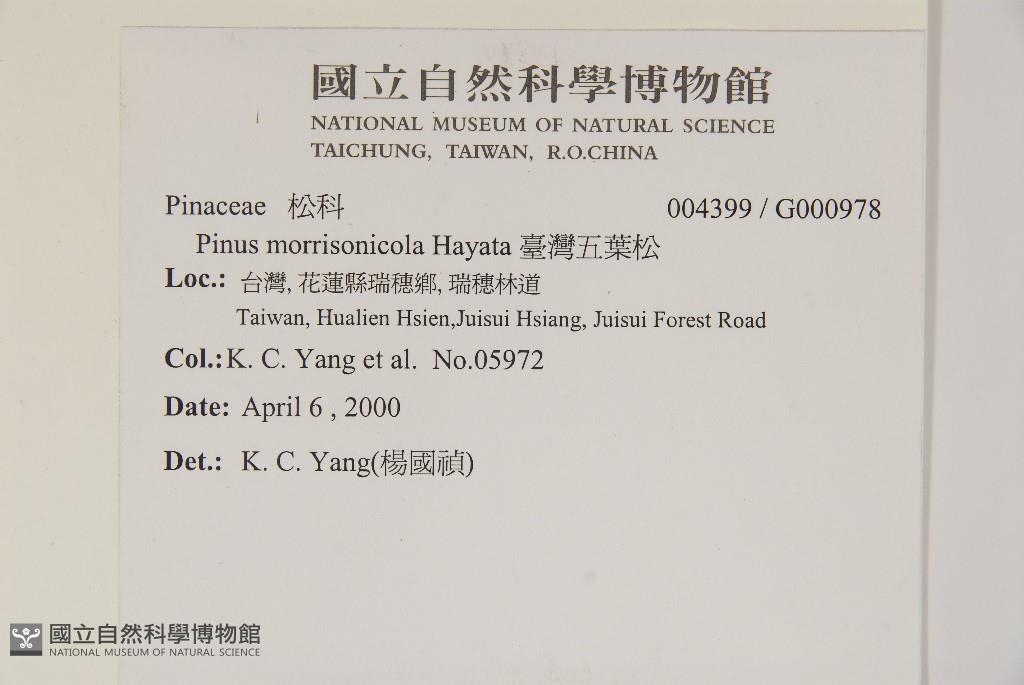 國立自然科學博物館
NATIONAL MUSEUM OF NATURAL SCIENCE
TAICHUNG, TAIWAN, R.O.CHINA
Pinaceae 松科 004399 / G000978
Pinus morrisonicola Hayata 臺灣五葉松
Loc.: 台灣, 花蓮縣瑞穗鄉, 瑞穗林道
Taiwan, Hualien Hsien,Juisui Hsiang, Juisui Forest Road
Col.:K. C. Yang et al. No.05972
Date: April 6 , 2000
Det.: K. C. Yang(楊國禎)
國立自然科學博物館
NATIONAL MUSEUM OF NATURAL SCIENCE